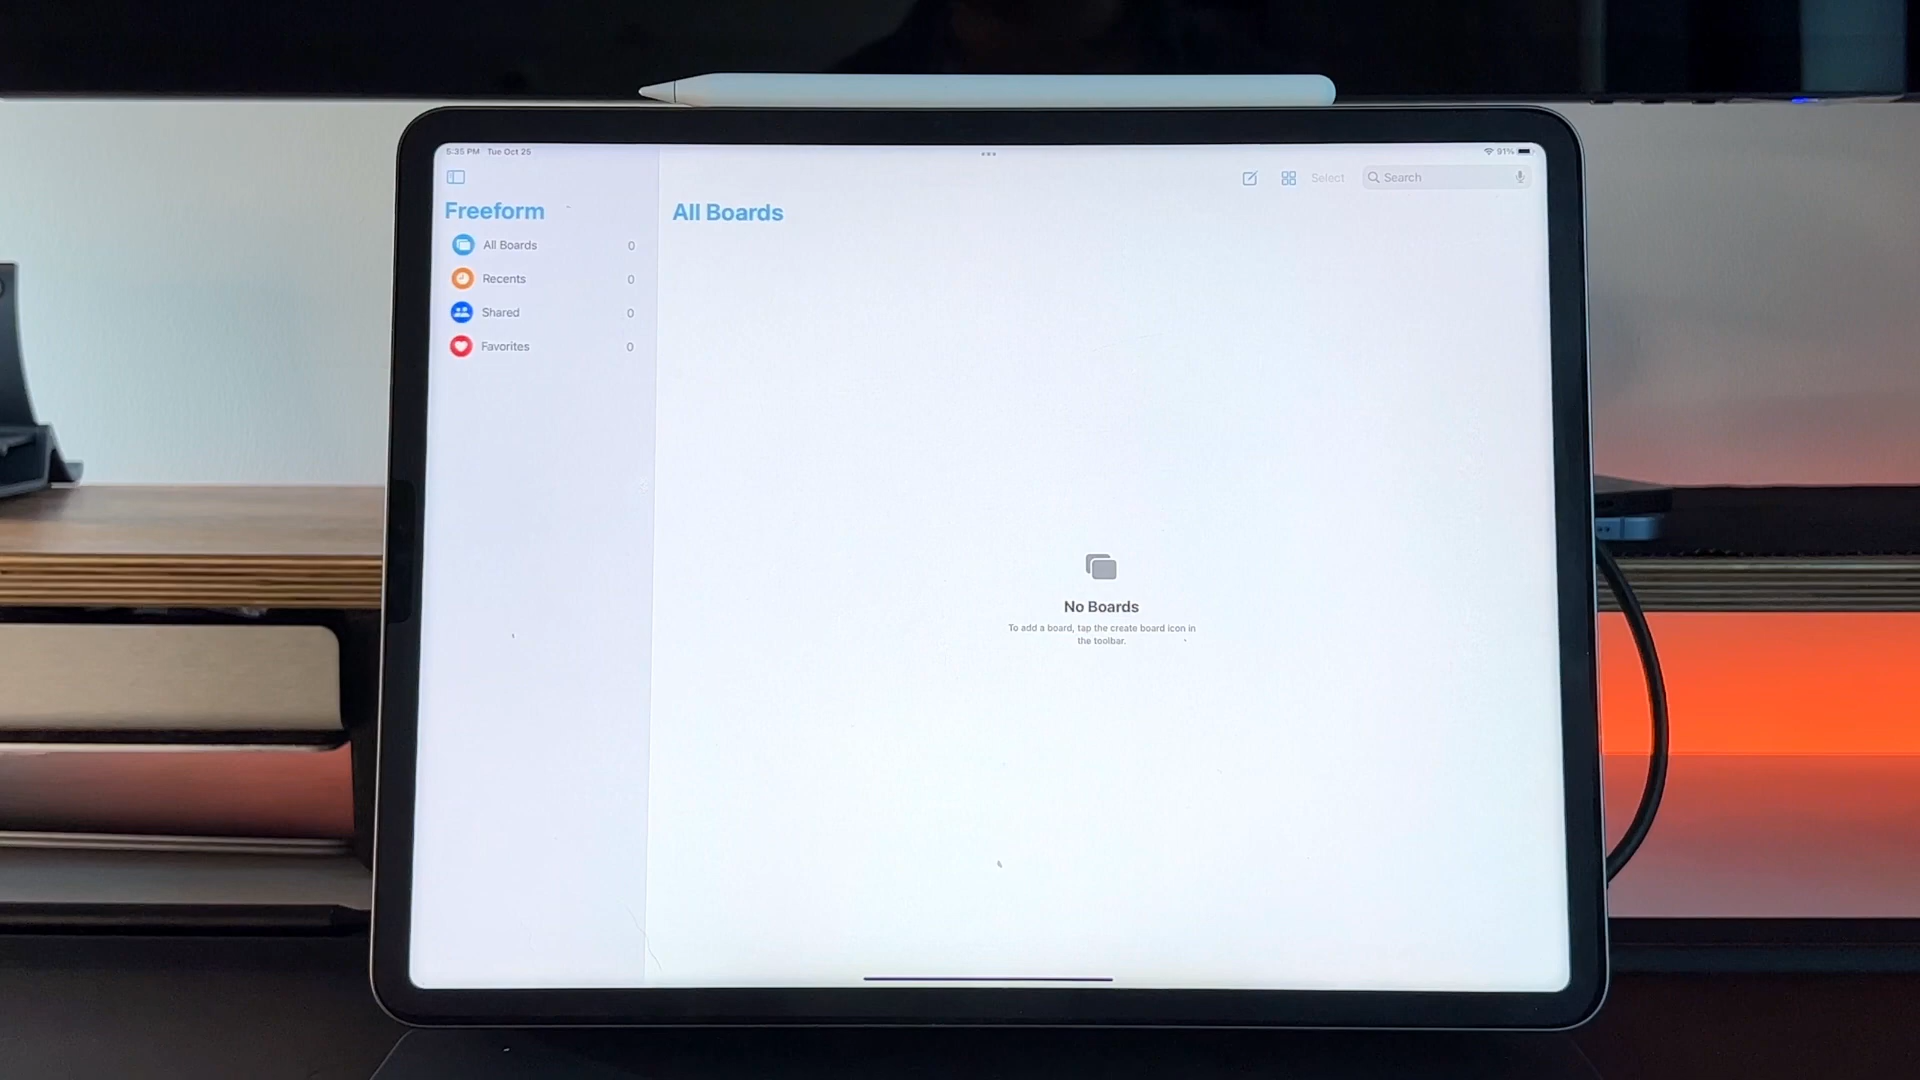 5:35 PM Tue Oct 25
91%
Select
Search
Freeform
All Boards 0
Recents 0
Shared 0
Favorites 0
All Boards
No Boards
To add a board, tap the create board icon in
the toolbar.